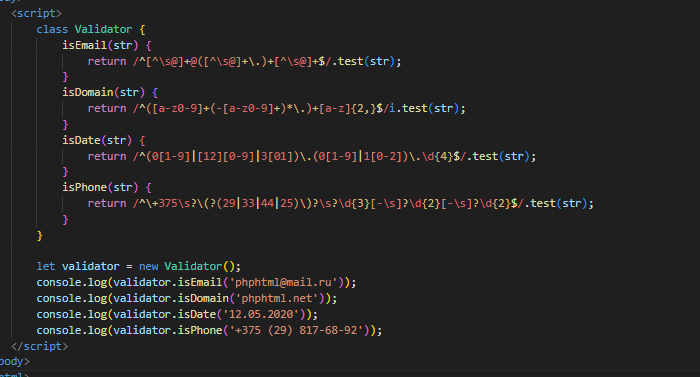 <script>
class Validator {
isEmail(str) {
return /^[^\s@]+@([^\s@]+\.)+[^\s@]+$/.test(str);
}
isDomain(str) {
return /^([a-z0-9]+(-[a-z0-9]+)*\.)+[a-z]{2,}$/i.test(str);
}
isDate(str) {
return /^(0[1-9]|[12][0-9]|3[01])\.(0[1-9]|1[0-2])\.\d{4}$/.test(str);
}
isPhone(str) {
return /^\+375\s?\(?(29|33|44|25)\)?\s?\d{3}[-\s]?\d{2}[-\s]?\d{2}$/.test(str);
}
}
let validator = new Validator();
console.log(validator.isEmail('phphtml@mail.ru'));
console.log(validator.isDomain('phphtml.net'));
console.log(validator.isDate('12.05.2020'));
console.log(validator.isPhone('+375 (29) 817-68-92'));
</script>
body>